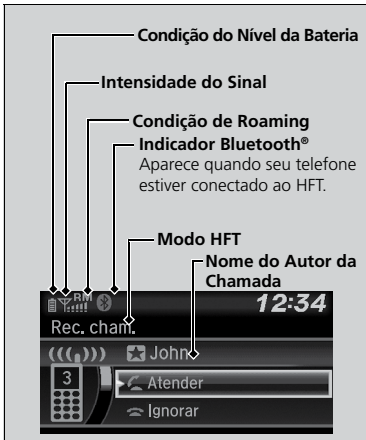 Condição do Nível da Bateria
Intensidade do Sinal
Condição de Roaming
Indicador Bluetooth®
Aparece quando seu telefone
estiver conectado ao HFT.
Modo HFT
Nome do Autor da
Chamada
RM
12:34
Rec. cham.
John
3
Atender
Ignorar